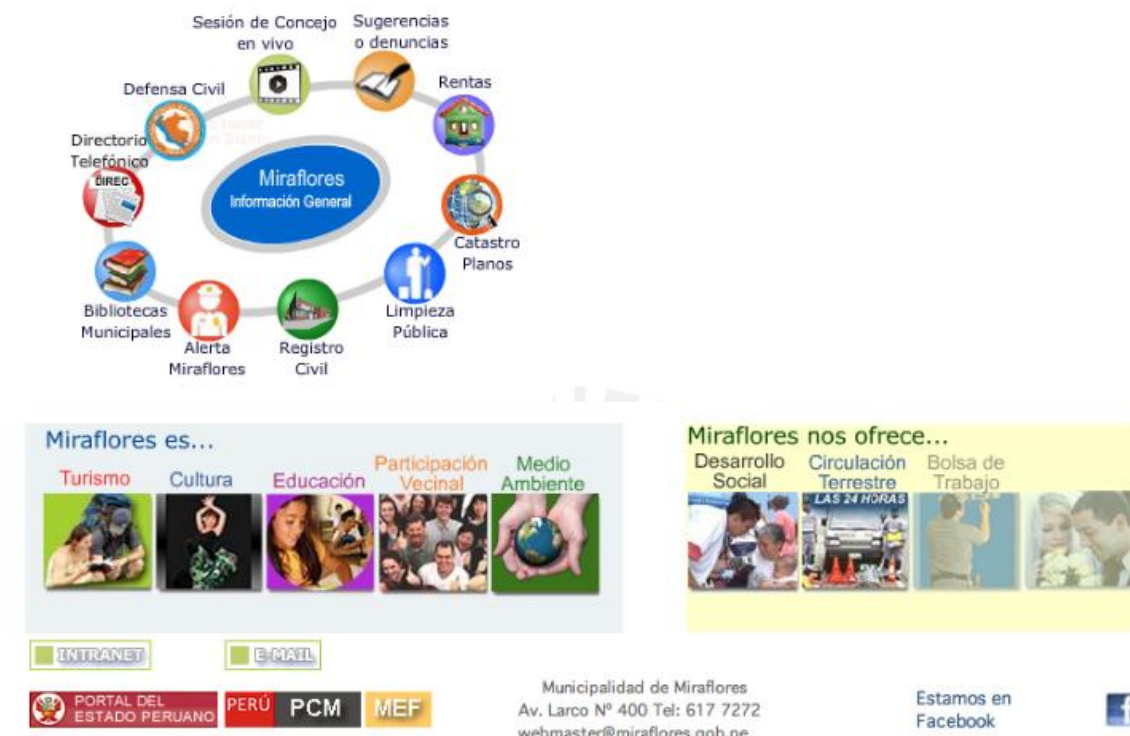 Sesión de Concejo
en vivo
Sugerencias
o denuncias
Defensa Civil
Rentas
Directorio
Telefónico
DIREC
Miraflores
Información General
Catastro
Planos
Bibliotecas
Municipales
Limpieza
Pública
Alerta
Miraflores
Registro
Civil
Miraflores es...
Turismo
Cultura
Educación
Participación
Vecinal
Medio
Ambiente
Miraflores nos ofrece...
Desarrollo
Social
Circulación
Terrestre
Bolsa de
Trabajo
LAS 24 HORAS
INTRANET
E-MAIL
PORTAL DEL
ESTADO PERUANO
PERÚ PCM MEF
Municipalidad de Miraflores
Av. Larco Nº 400 Tel: 617 7272
webmaster@miraflores.gob.pe
Estamos en
Facebook
f